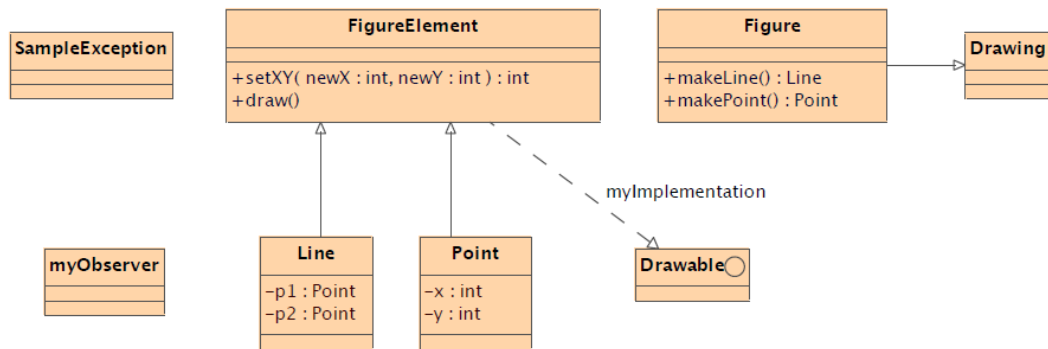 SampleException
FigureElement
+setXY( newX : int, newY : int ) : int
+draw()
Figure
+makeLine() : Line
+makePoint() : Point
Drawing
myImplementation
myObserver
Line
-p1 : Point
-p2 : Point
Point
-x : int
-y : int
Drawable